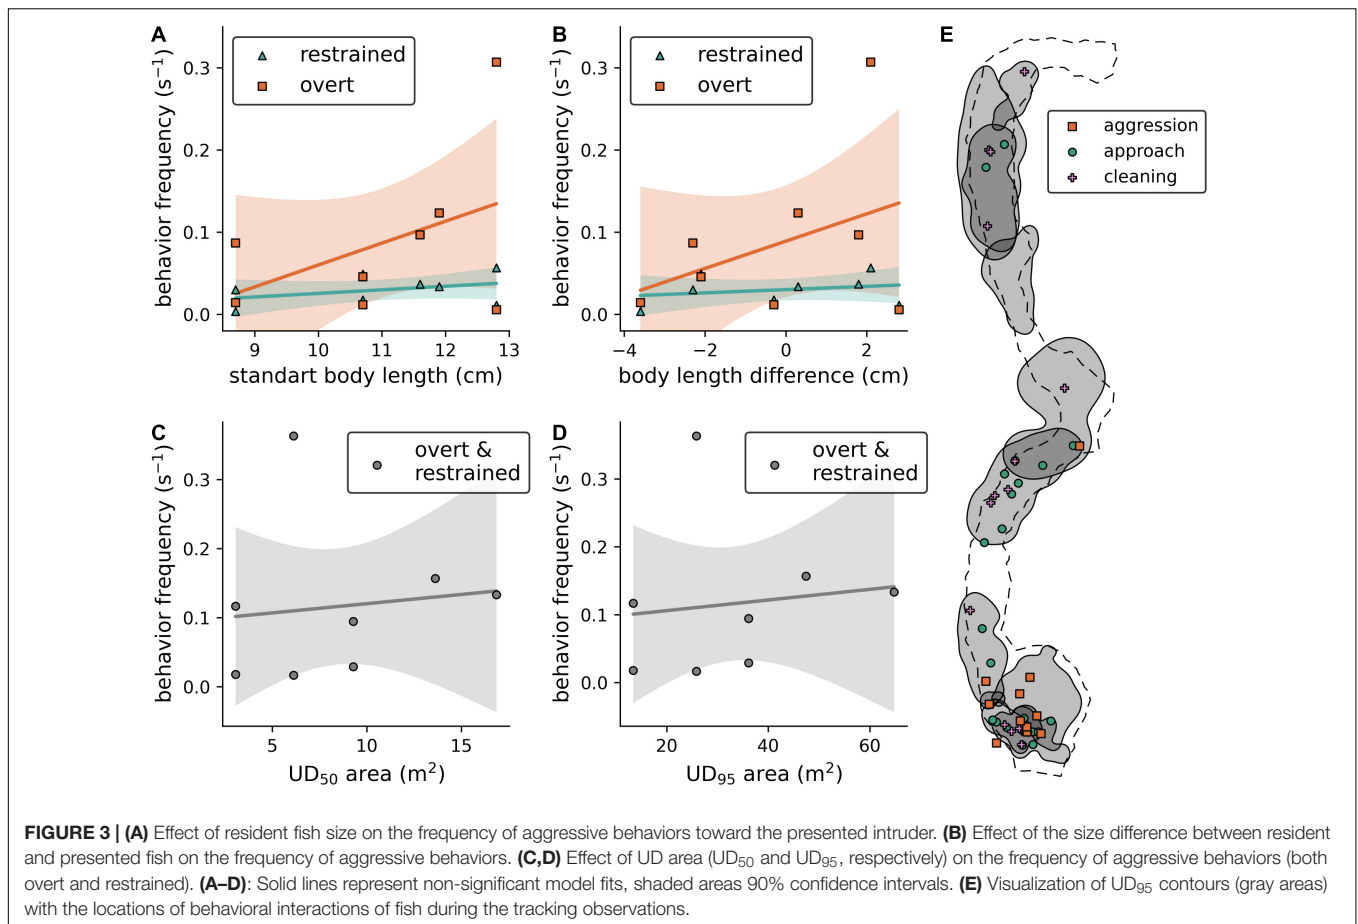 A
restrained
overt
behavior frequency (s⁻¹)
0.3
0.2
0.1
0.0
9 10 11 12 13
standart body length (cm)
B
restrained
overt
behavior frequency (s⁻¹)
0.3
0.2
0.1
0.0
−4 −2 0 2
body length difference (cm)
C
overt &
restrained
behavior frequency (s⁻¹)
0.3
0.2
0.1
0.0
5 10 15
UD₅₀ area (m²)
D
overt &
restrained
behavior frequency (s⁻¹)
0.3
0.2
0.1
0.0
20 40 60
UD₉₅ area (m²)
E
aggression
approach
cleaning
FIGURE 3 | (A) Effect of resident fish size on the frequency of aggressive behaviors toward the presented intruder. (B) Effect of the size difference between resident
and presented fish on the frequency of aggressive behaviors. (C,D) Effect of UD area (UD₅₀ and UD₉₅, respectively) on the frequency of aggressive behaviors (both
overt and restrained). (A–D): Solid lines represent non-significant model fits, shaded areas 90% confidence intervals. (E) Visualization of UD₉₅ contours (gray areas)
with the locations of behavioral interactions of fish during the tracking observations.